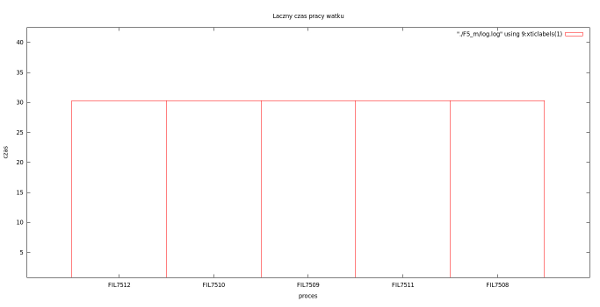 Laczny czas pracy watku
"./F5_m/log.log" using 9:xticlabels(1)
40
35
30
25
20
15
10
5
czas
FIL7512 FIL7510 FIL7509 FIL7511 FIL7508
proces